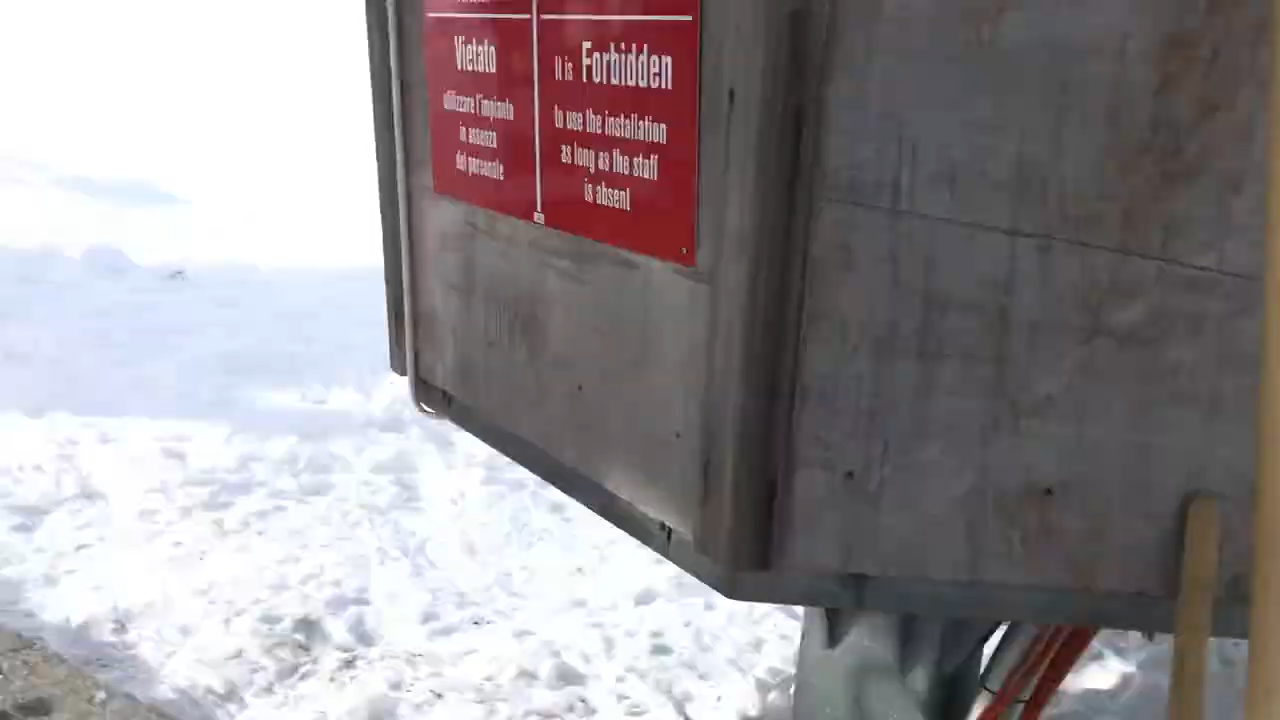 Vietato
utilizzare l'impianto
in assenza
del personale
It is Forbidden
to use the installation
as long as the staff
is absent